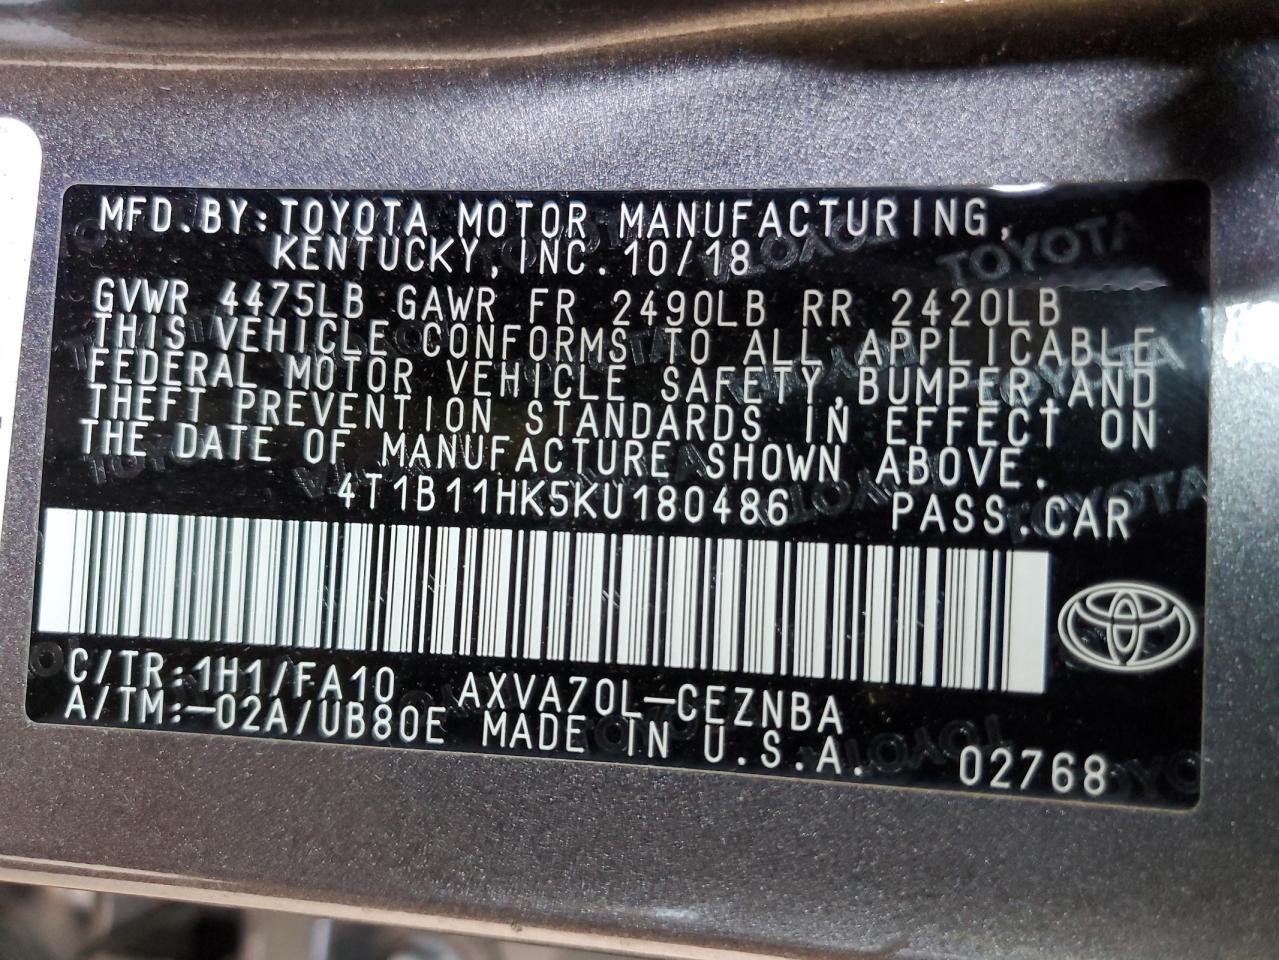 MFD.BY:TOYOTA MOTOR MANUFACTURING,
KENTUCKY,INC. 10/18
GVWR 4475LB GAWR FR 2490LB RR 2420LB
THIS VEHICLE CONFORMS TO ALL APPLICABLE
FEDERAL MOTOR VEHICLE SAFETY,BUMPER,AND
THEFT PREVENTION STANDARDS IN EFFECT ON
THE DATE OF MANUFACTURE SHOWN ABOVE.
4T1B11HK5KU180486 PASS.CAR
C/TR:1H1/FA10 AXVA70L-CEZNBA
A/TM:-02A/UB80E MADE IN U.S.A. 02768